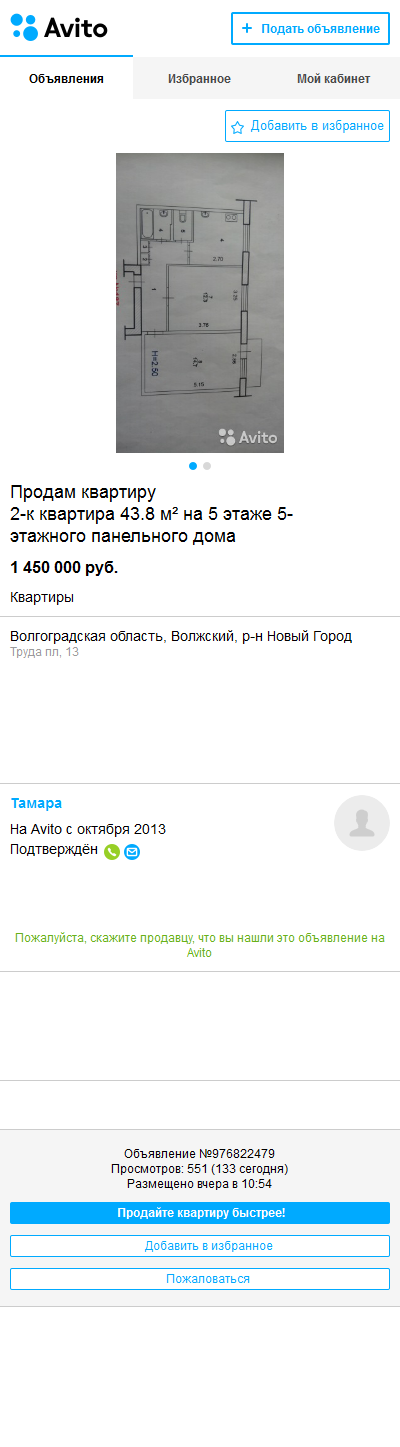 Avito
+ Подать объявление
Объявления
Избранное
Мой кабинет
Добавить в избранное
4
2.70
1
3.78
5.15
H=2.50
Avito
Продам квартиру
2-к квартира 43.8 м² на 5 этаже 5-
этажного панельного дома
1 450 000 руб.
Квартиры
Волгоградская область, Волжский, р-н Новый Город
Труда пл, 13
Тамара
На Avito с октября 2013
Подтверждён
Пожалуйста, скажите продавцу, что вы нашли это объявление на
Avito
Объявление №976822479
Просмотров: 551 (133 сегодня)
Размещено вчера в 10:54
Продайте квартиру быстрее!
Добавить в избранное
Пожаловаться